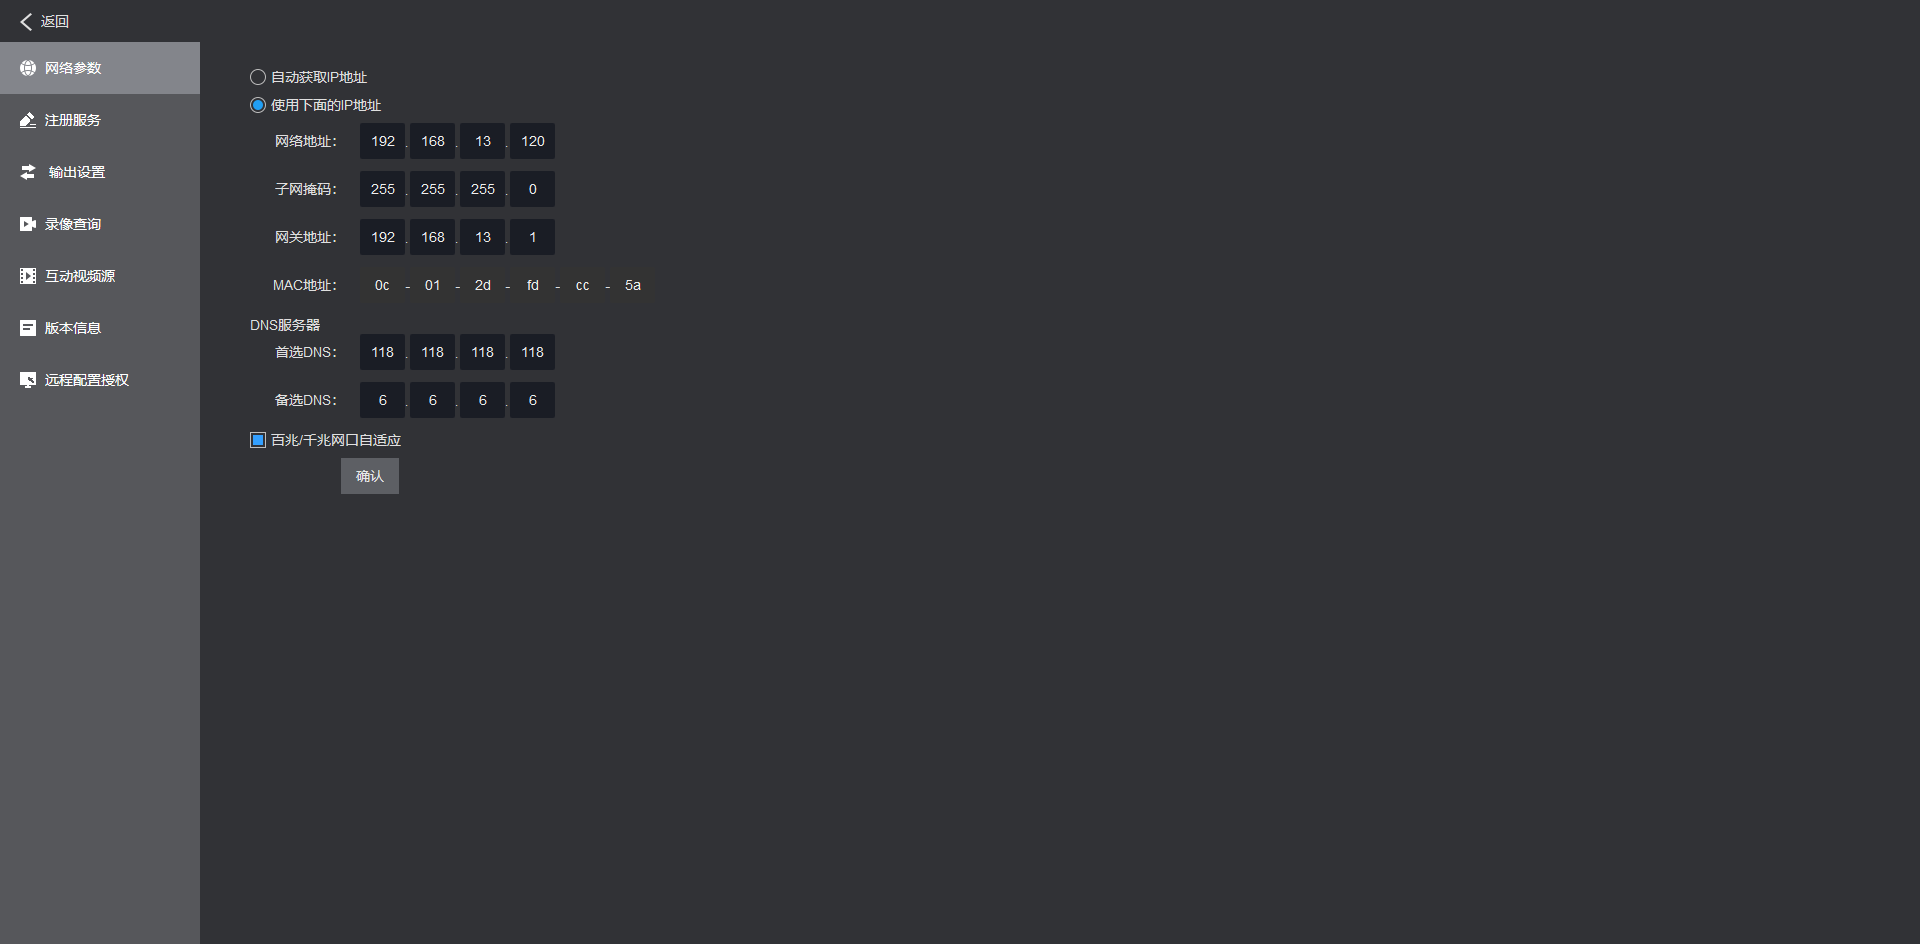 返回
网络参数
注册服务
输出设置
录像查询
互动视频源
版本信息
远程配置授权
自动获取IP地址
使用下面的IP地址
网络地址： 192 . 168 . 13 . 120
子网掩码： 255 . 255 . 255 . 0
网关地址： 192 . 168 . 13 . 1
MAC地址： 0c - 01 - 2d - fd - cc - 5a
DNS服务器
首选DNS： 118 . 118 . 118 . 118
备选DNS： 6 . 6 . 6 . 6
百兆/千兆网口自适应
确认